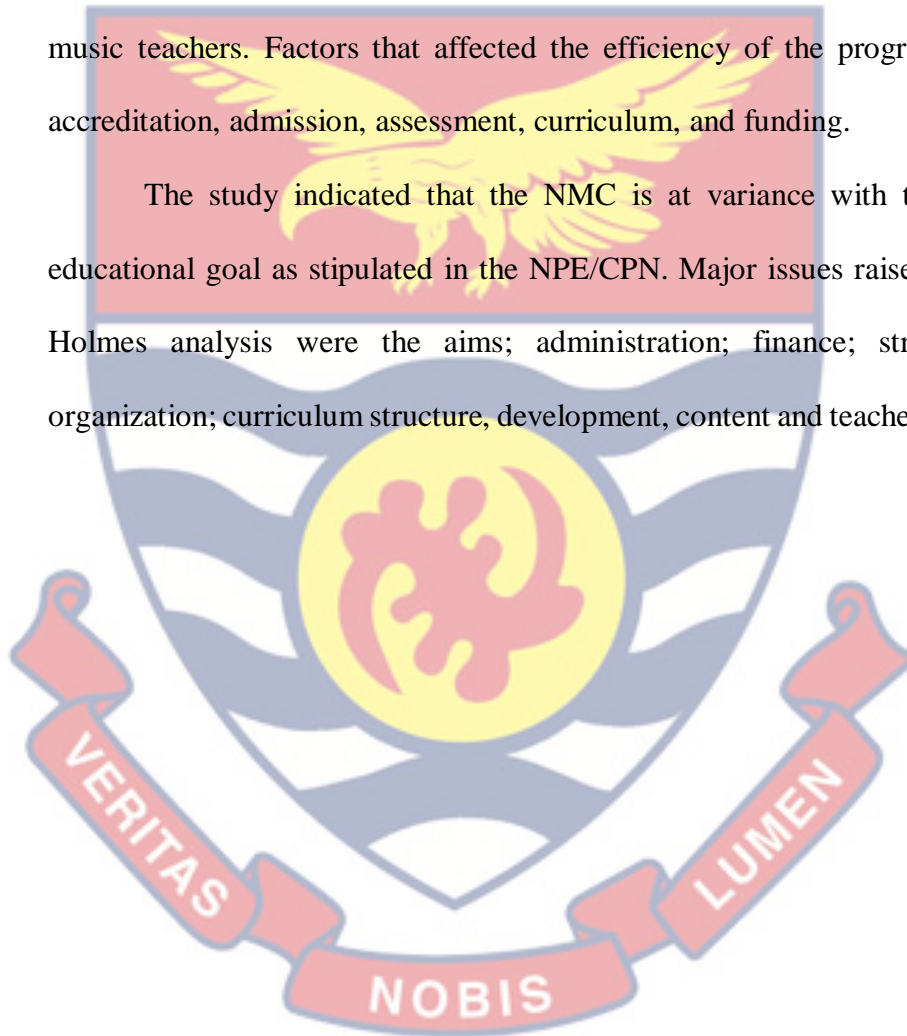 music teachers. Factors that affected the efficiency of the progr
accreditation, admission, assessment, curriculum, and funding.
The study indicated that the NMC is at variance with t
educational goal as stipulated in the NPE/CPN. Major issues raise
Holmes analysis were the aims; administration; finance; str
organization; curriculum structure, development, content and teache
VERITAS
NOBIS
LUMEN